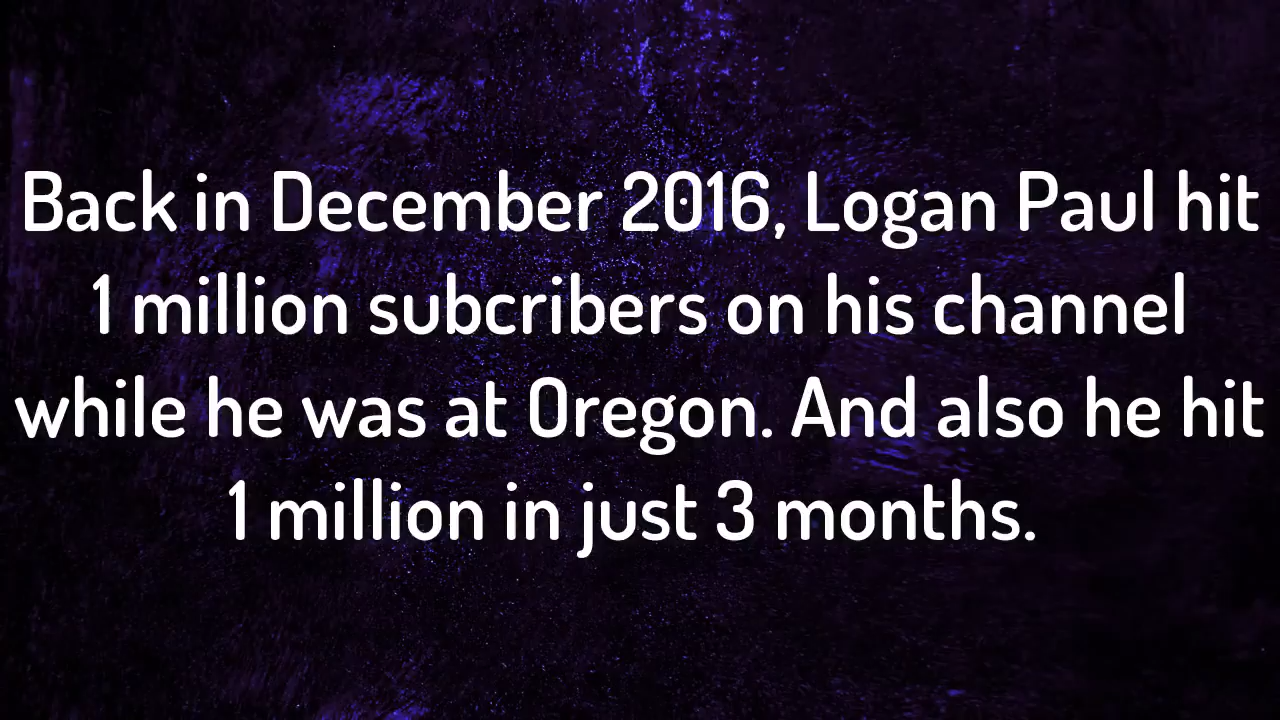 Back in December 2016, Logan Paul hit
1 million subcribers on his channel
while he was at Oregon. And also he hit
1 million in just 3 months.